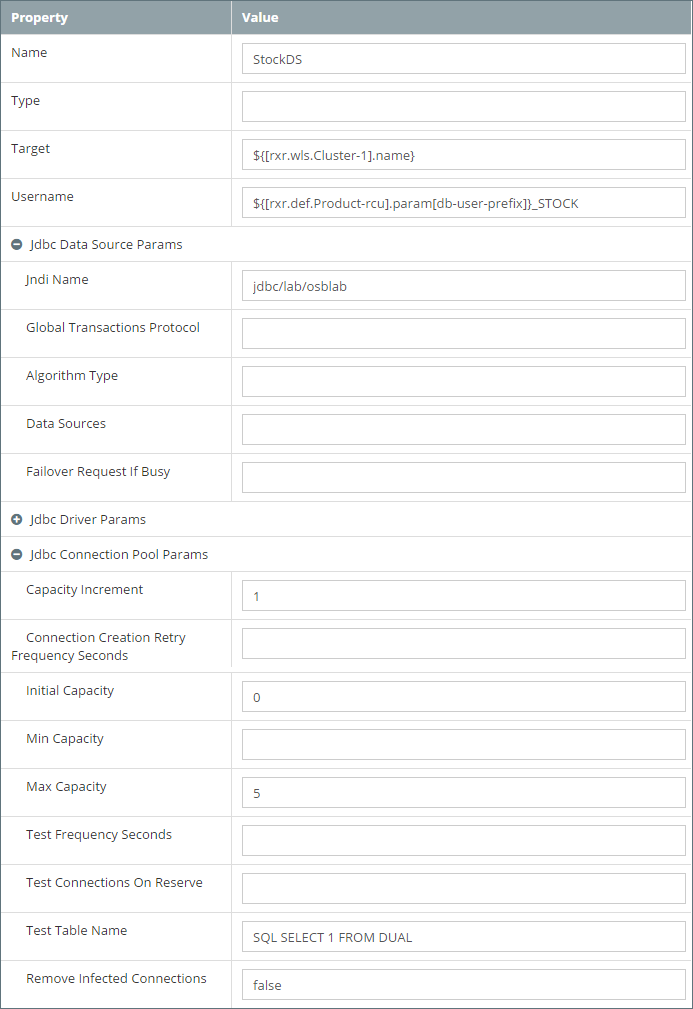 Property Value
Name
StockDS
Type
Target
${[rxr.wls.Cluster-1].name}
Username
${[rxr.def.Product-rcu].param[db-user-prefix]}_STOCK
Jdbc Data Source Params
Jndi Name
jdbc/lab/osblab
Global Transactions Protocol
Algorithm Type
Data Sources
Failover Request If Busy
Jdbc Driver Params
Jdbc Connection Pool Params
Capacity Increment
1
Connection Creation Retry
Frequency Seconds
Initial Capacity
0
Min Capacity
Max Capacity
5
Test Frequency Seconds
Test Connections On Reserve
Test Table Name
SQL SELECT 1 FROM DUAL
Remove Infected Connections
false